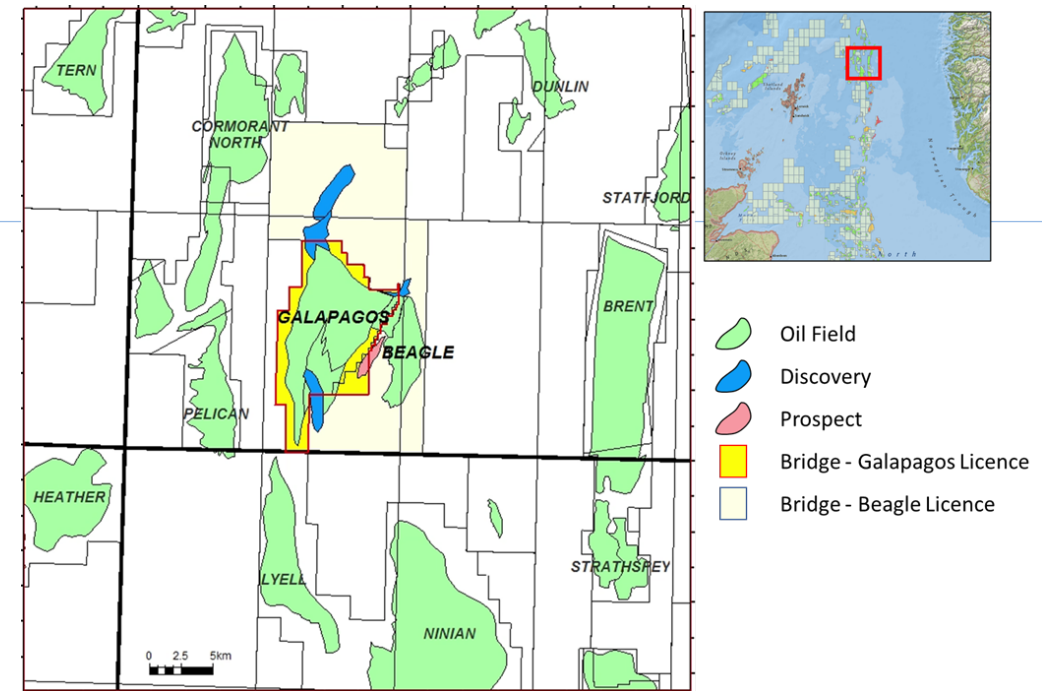 TERN
DUNLIN
CORMORANT
NORTH
STATFJORD
BRENT
GALAPAGOS
BEAGLE
PELICAN
HEATHER
LYELL
STRATHSPEY
NINIAN
0 2.5 5km
North
Oil Field
Discovery
Prospect
Bridge - Galapagos Licence
Bridge - Beagle Licence